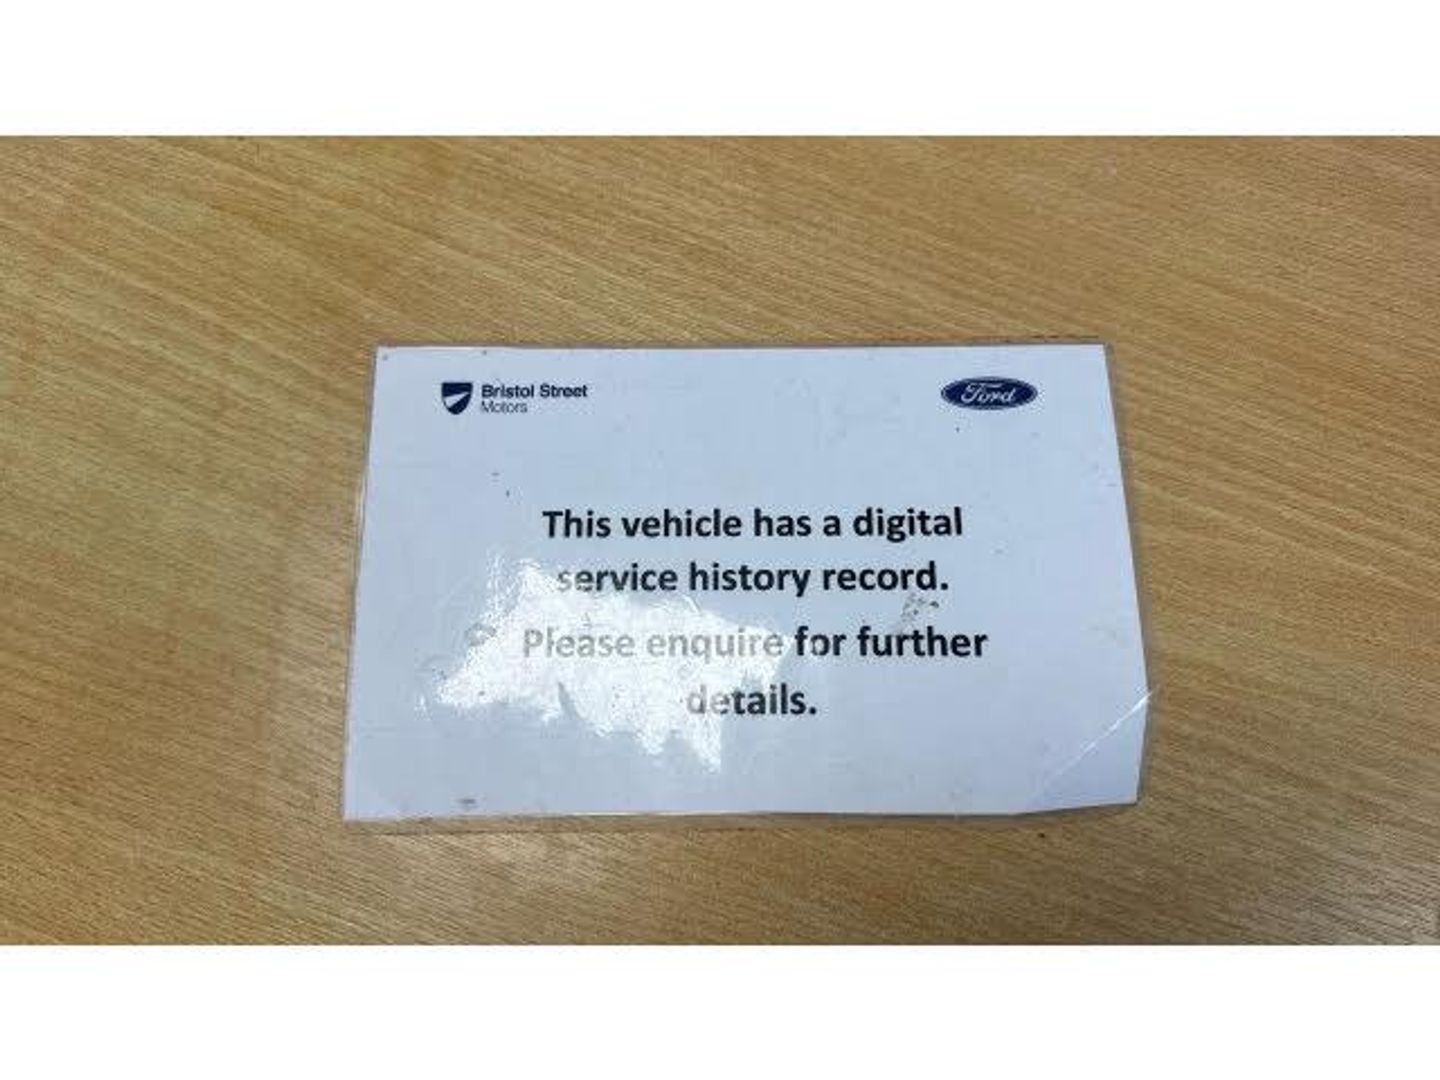 Bristol Street
Motors
Ford
This vehicle has a digital
service history record.
Please enquire for further
details.